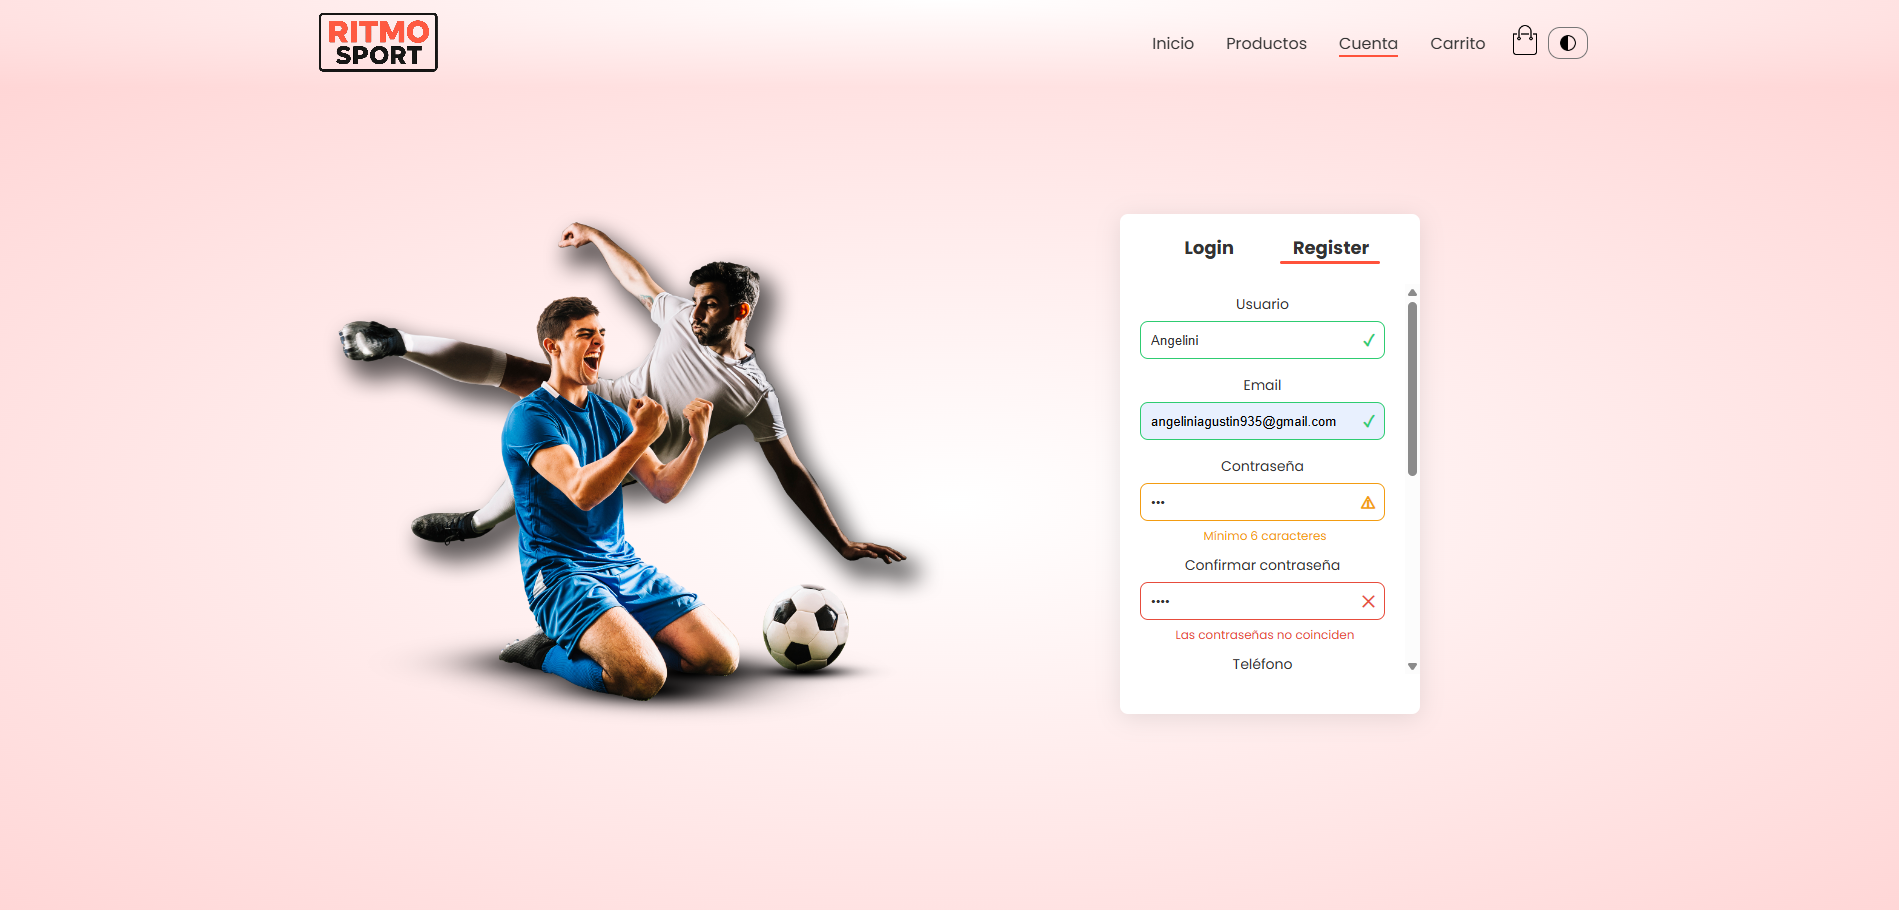 RITMO
SPORT
Inicio
Productos
Cuenta
Carrito
Login
Register
Usuario
Angelini
Email
angeliniagustin935@gmail.com
Contraseña
•••
Mínimo 6 caracteres
Confirmar contraseña
••••
Las contraseñas no coinciden
Teléfono